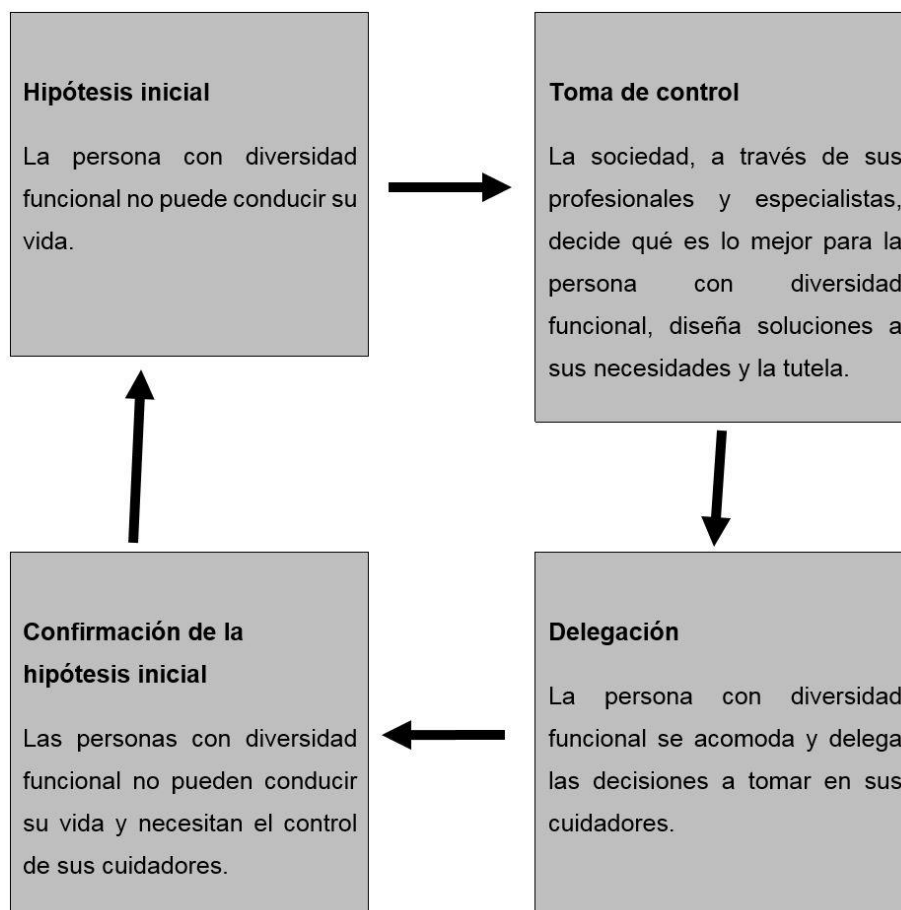 Hipótesis inicial
La persona con diversidad
funcional no puede conducir su
vida.
Toma de control
La sociedad, a través de sus
profesionales y especialistas,
decide qué es lo mejor para la
persona con diversidad
funcional, diseña soluciones a
sus necesidades y la tutela.
Delegación
La persona con diversidad
funcional se acomoda y delega
las decisiones a tomar en sus
cuidadores.
Confirmación de la
hipótesis inicial
Las personas con diversidad
funcional no pueden conducir
su vida y necesitan el control
de sus cuidadores.